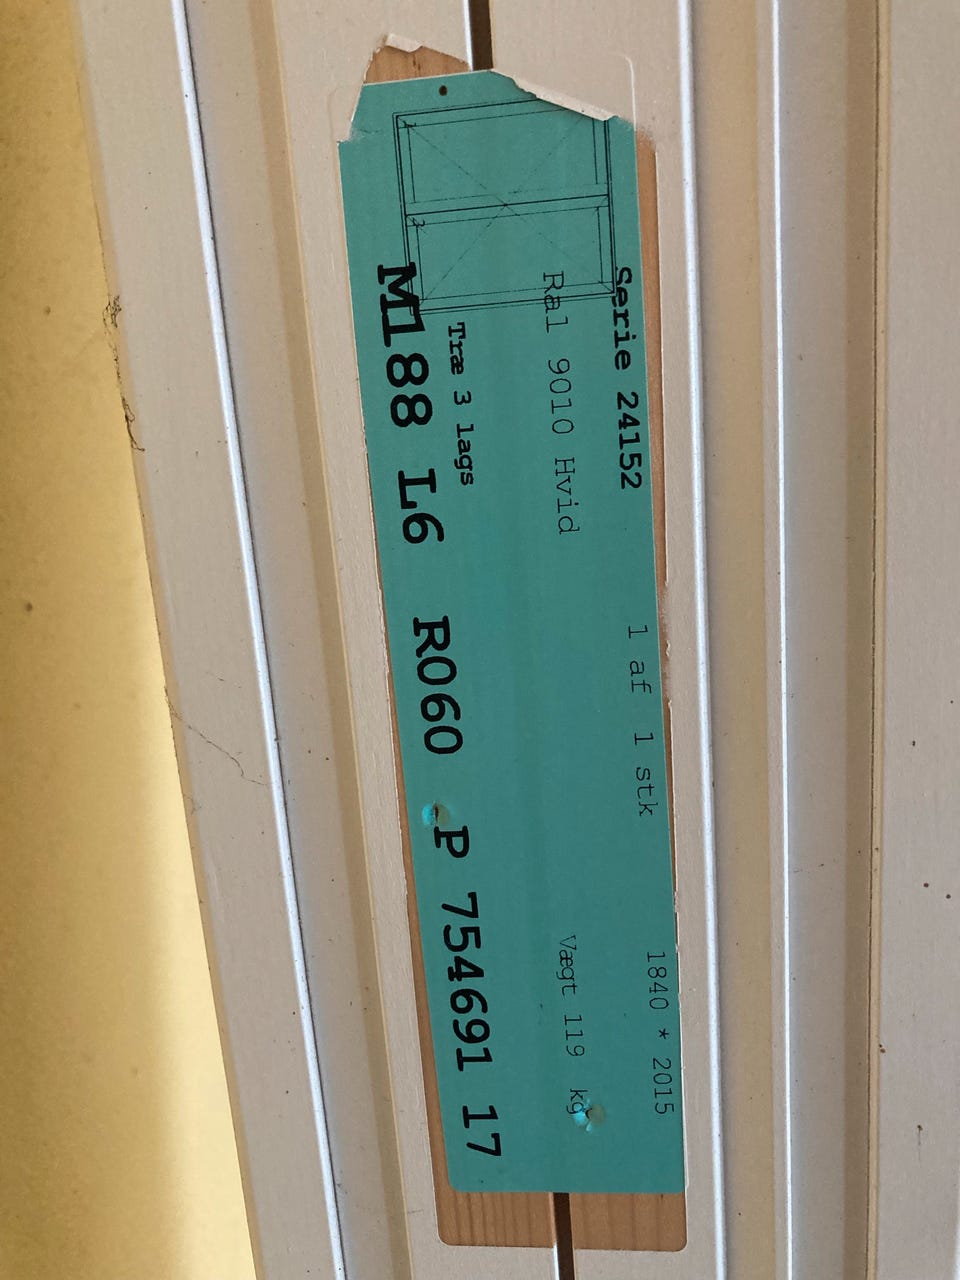 Serie 24152 1 af 1 stk 1840 * 2015
Ral 9010 Hvid Vægt 119 kg
Træ 3 lags
M188 L6 R060 P 754691 17